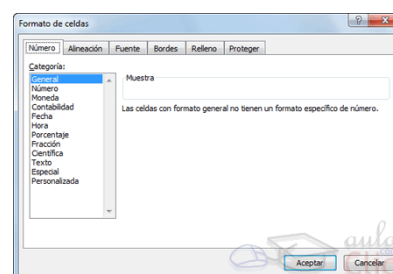 Formato de celdas
Número Alineación Fuente Bordes Relleno Proteger
Categoría:
General
Número
Moneda
Contabilidad
Fecha
Hora
Porcentaje
Fracción
Científica
Texto
Especial
Personalizada
Muestra
Las celdas con formato general no tienen un formato específico de número.
aula
Aceptar Cancelar